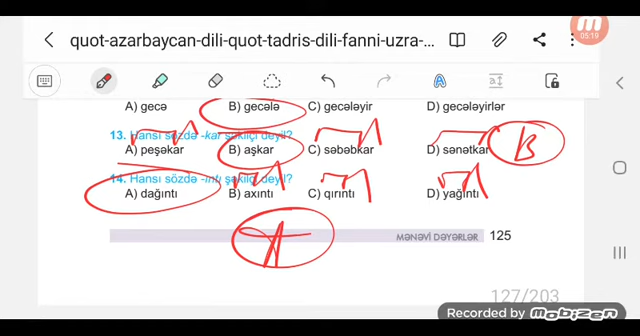 05:19
quot-azarbaycan-dili-quot-tadris-dili-fanni-uzra-...
A) gecə B) gecələ C) gecələyir D) gecələyirlər
13. Hansı sözdə -kar şəkilçi deyil?
A) peşəkar B) aşkar C) səbəbkar D) sənətkar B
14. Hansı sözdə -ıntı şəkilçi deyil?
A) dağıntı B) axıntı C) qırıntı D) yağıntı
A
MƏNƏVİ DƏYƏRLƏR 125
127/203
RECORDED WITH
MOBIZEN